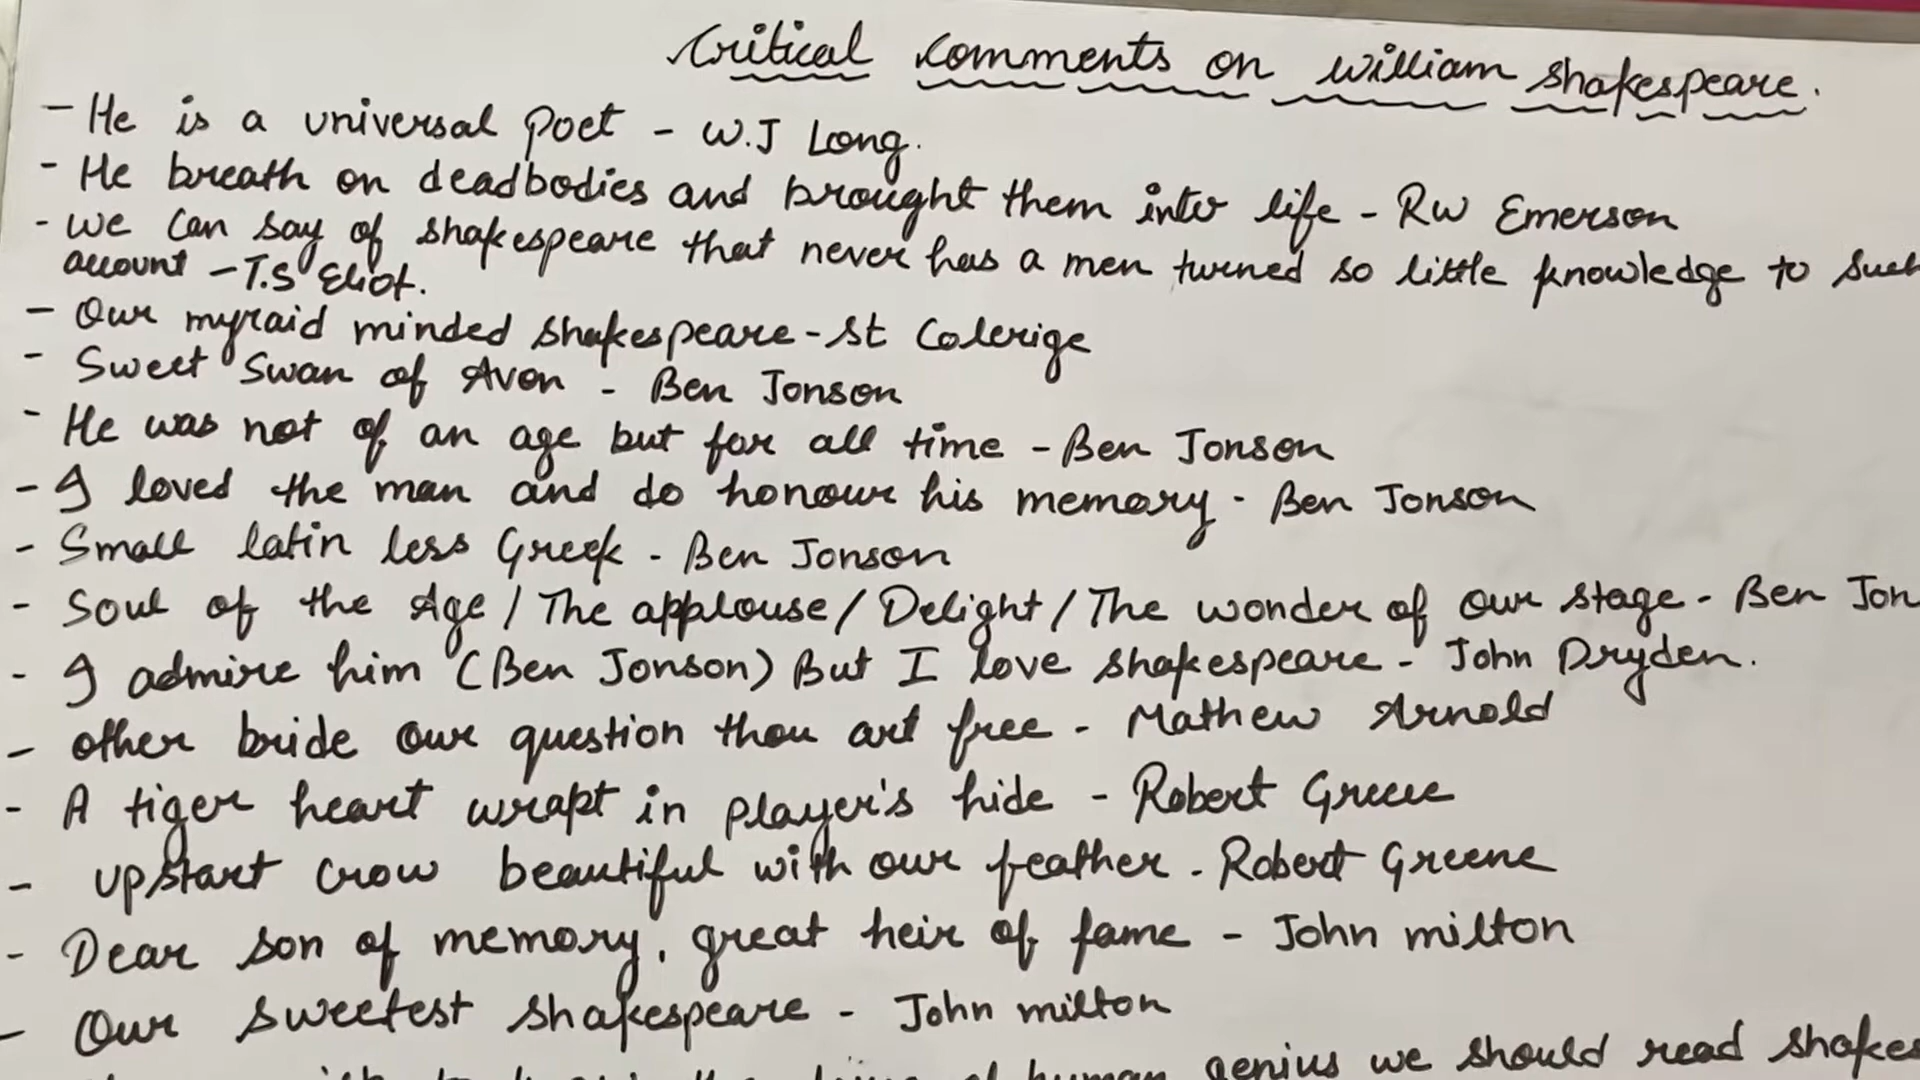 Critical comments on William Shakespeare.
- He is a universal Poet - W.J Long.
- He breath on deadbodies and brought them into life - RW Emerson
- we can say of shakespeare that never has a men turned so little knowledge to such
account - T.S Eliot.
- Our myraid minded shakespeare - St Colerige
- Sweet Swan of Avon - Ben Jonson
- He was not of an age but for all time - Ben Jonson
- I loved the man and do honour his memory - Ben Jonson
- Small latin less Greek - Ben Jonson
- Soul of the Age / The applouse / Delight / The wonder of our stage - Ben Jon
- I admire him (Ben Jonson) But I love shakespeare - John Dryden.
- other bride our question thou art free - Mathew Arnold
- A tiger heart wrapt in player's hide - Robert Greene
- upstart crow beautiful with our feather - Robert Greene
- Dear son of memory, great heir of fame - John milton
- Our sweetest shakespeare - John milton
human genius we should read shakes